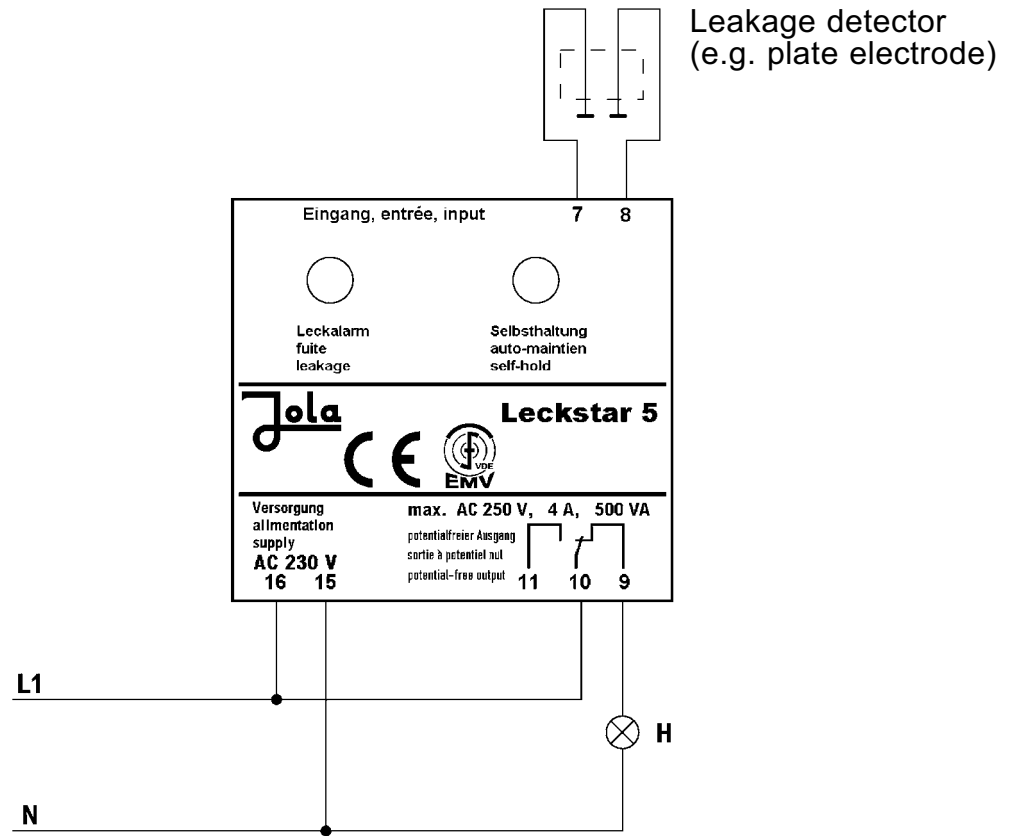 Leakage detector
(e.g. plate electrode)
Eingang, entrée, input 7 8
Leckalarm
fuite
leakage
Selbsthaltung
auto-maintien
self-hold
Jola
CE
VDE
EMV
Leckstar 5
Versorgung
alimentation
supply
AC 230 V
16 15
max. AC 250 V, 4 A, 500 VA
potentialfreier Ausgang
sortie à potentiel nul
potential-free output
11 10 9
L1
H
N